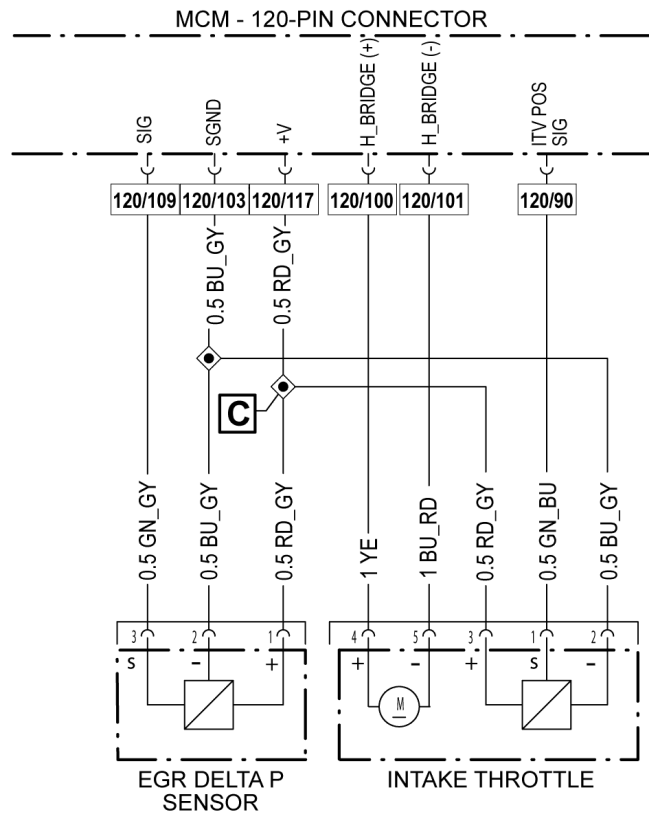 MCM - 120-PIN CONNECTOR
SIG
SGND
+V
H_BRIDGE (+)
H_BRIDGE (-)
ITV POS
SIG
120/109 120/103 120/117 120/100 120/101 120/90
0.5 BU_GY
0.5 RD_GY
C
0.5 GN_GY
0.5 BU_GY
0.5 RD_GY
1 YE
1 BU_RD
0.5 RD_GY
0.5 GN_BU
0.5 BU_GY
3 2 1 4 5 3 1 2
S - + + - + S -
M
EGR DELTA P
SENSOR
INTAKE THROTTLE